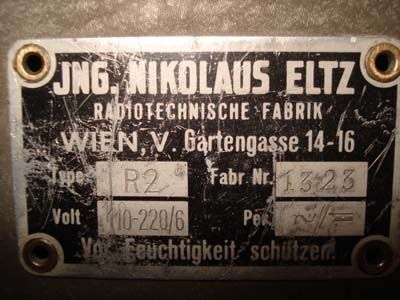 JNG. NIKOLAUS ELTZ
RADIOTECHNISCHE FABRIK
WIEN, V. Gartengasse 14-16
Type R2 Fabr Nr. 1323
Volt 110-220/6 Per. ~/=
Vor Feuchtigkeit schützen!